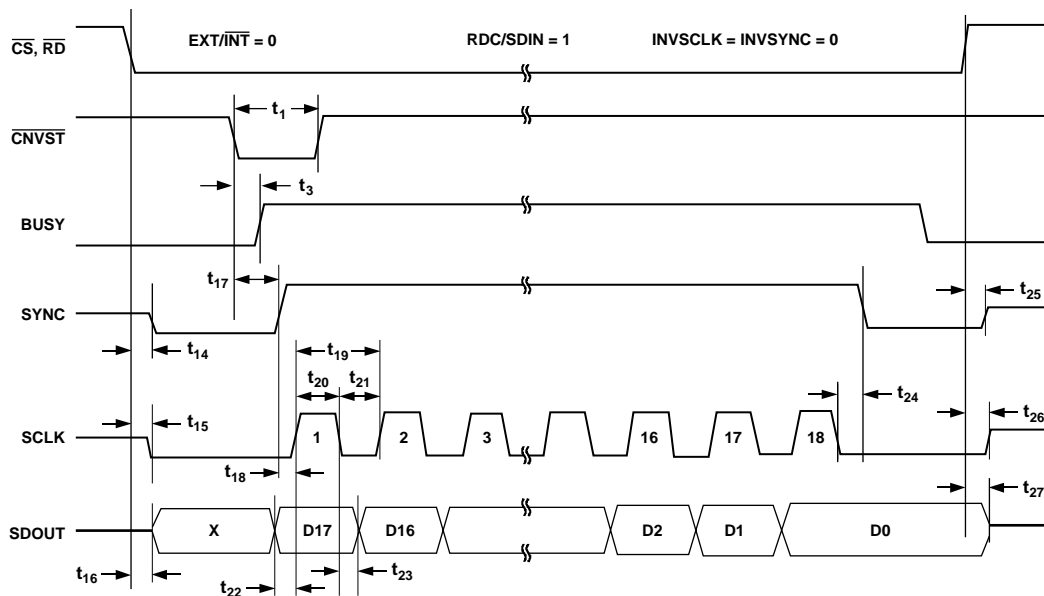 EXT/INT = 0 RDC/SDIN = 1 INVSCLK = INVSYNC = 0
CS, RD
t1
CNVST
t3
BUSY
t17
t25
SYNC
t14
t19
t20 t21
t24
t15
t26
SCLK
1 2 3 16 17 18
t18
t27
SDOUT
X D17 D16 D2 D1 D0
t16
t22
t23